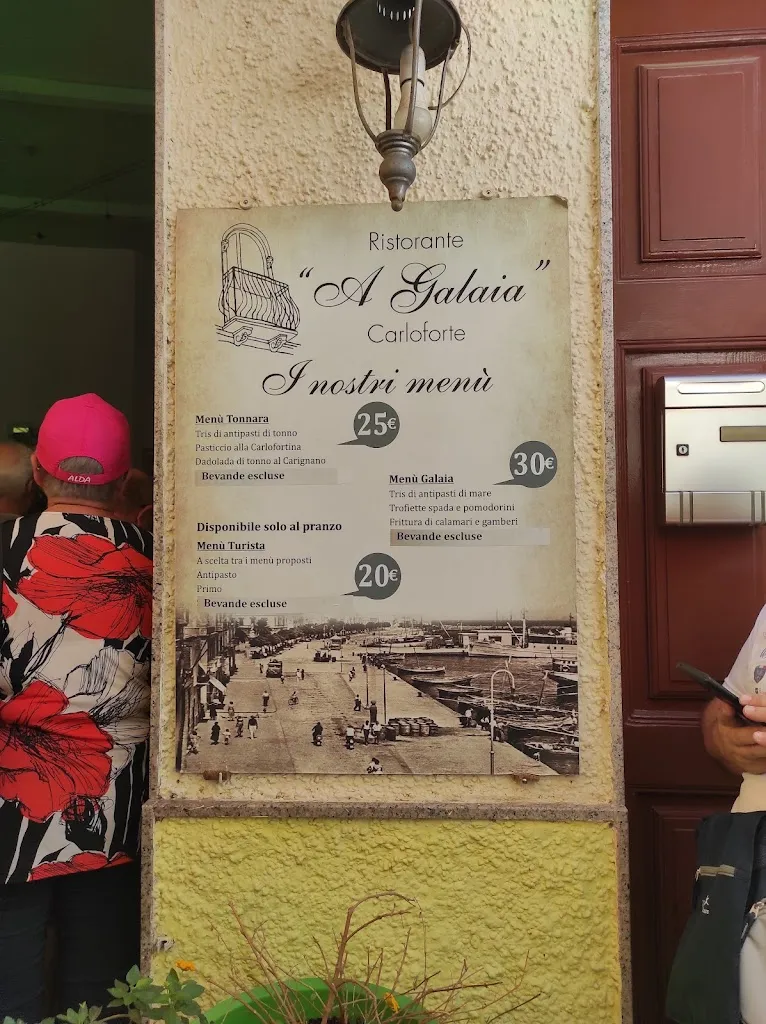 Ristorante
"A Galaia"
Carloforte
I nostri menù
Menù Tonnara
25€
Tris di antipasti di tonno
Pasticcio alla Carlofortina
Dadolada di tonno al Carignano
Bevande escluse
30€
Menù Galaia
Tris di antipasti di mare
Trofiette spada e pomodorini
Frittura di calamari e gamberi
Bevande escluse
Disponibile solo al pranzo
Menù Turista
A scelta tra i menù proposti
Antipasto
Primo
20€
Bevande escluse
ALDA